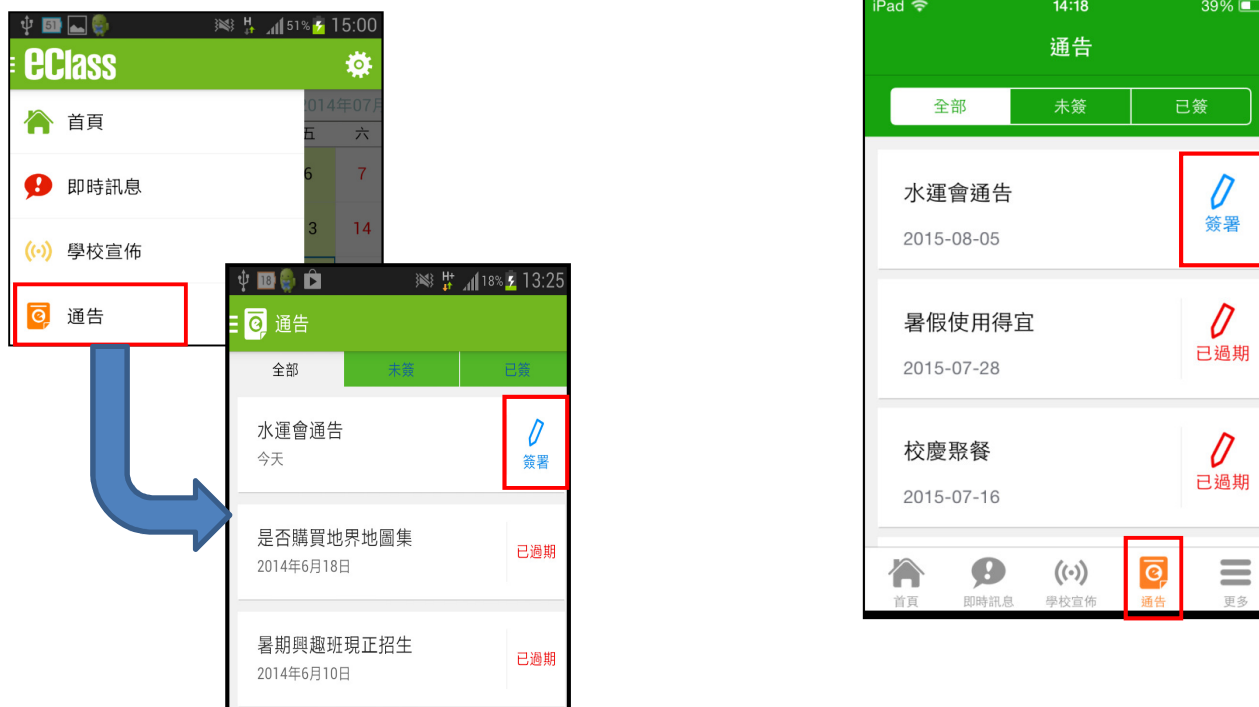 51
H
51%
15:00
eClass
2014年07月
五 六
首頁
6 7
即時訊息
3 14
學校宣佈
通告
18
H+
18%
13:25
通告
全部 未簽 已簽
水運會通告
今天
簽署
是否購買地界地圖集
2014年6月18日
已過期
暑期興趣班現正招生
2014年6月10日
已過期
iPad 14:18 39%
通告
全部 未簽 已簽
水運會通告
2015-08-05
簽署
暑假使用得宜
2015-07-28
已過期
校慶聚餐
2015-07-16
已過期
首頁 即時訊息 學校宣佈 通告 更多